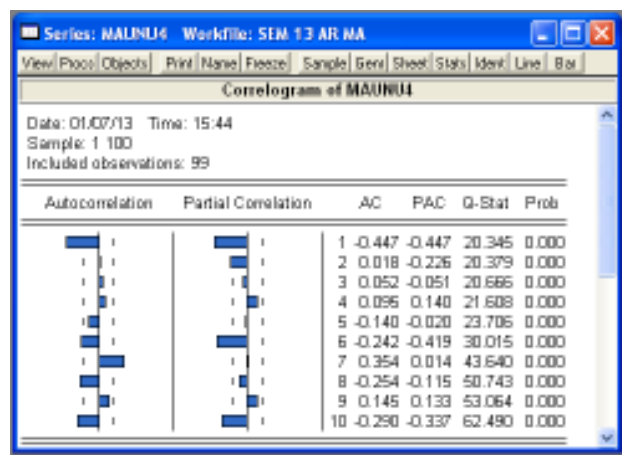 Series: MAUNU4 Workfile: SEM 13 AR MA
View Procs Objects Print Name Freeze Sample Genr Sheet Stats Ident Line Bar
Correlogram of MAUNU4
Date: 01/07/13 Time: 15:44
Sample: 1 100
Included observations: 99
Autocorrelation Partial Correlation AC PAC Q-Stat Prob
1 -0.447 -0.447 20.345 0.000
2 0.018 -0.226 20.379 0.000
3 0.052 -0.051 20.666 0.000
4 0.095 0.140 21.608 0.000
5 -0.140 -0.020 23.706 0.000
6 -0.242 -0.419 30.015 0.000
7 0.354 0.014 43.640 0.000
8 -0.254 -0.115 50.743 0.000
9 0.145 0.133 53.064 0.000
10 -0.290 -0.337 62.490 0.000